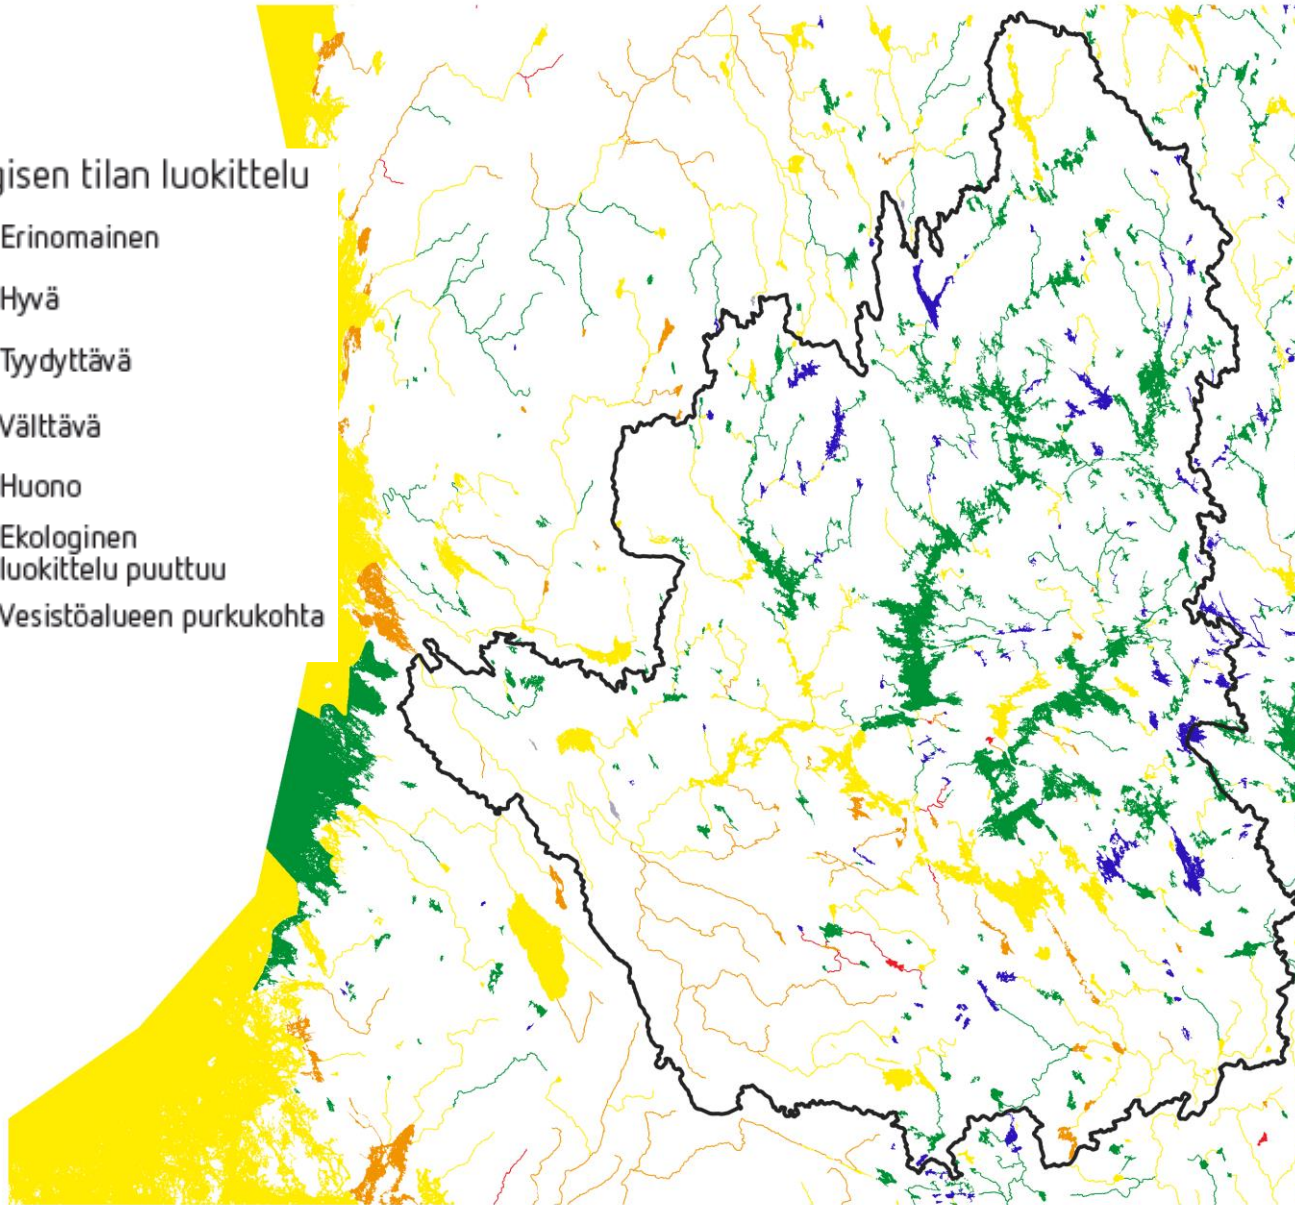 gisen tilan luokittelu
Erinomainen
Hyvä
Tyydyttävä
Välttävä
Huono
Ekologinen
luokittelu puuttuu
Vesistöalueen purkukohta